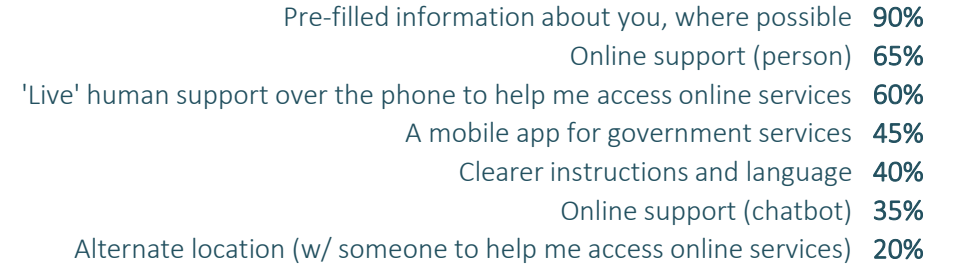 Pre-filled information about you, where possible 90%
Online support (person) 65%
'Live' human support over the phone to help me access online services 60%
A mobile app for government services 45%
Clearer instructions and language 40%
Online support (chatbot) 35%
Alternate location (w/ someone to help me access online services) 20%